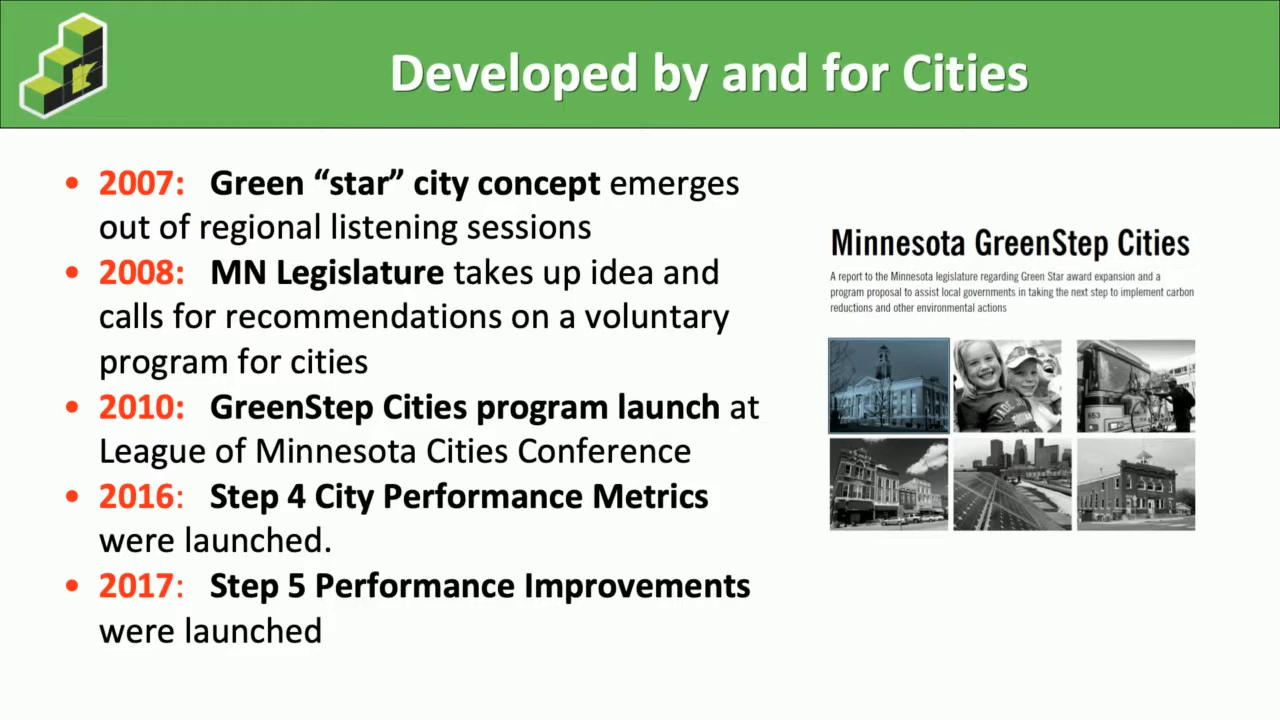 Developed by and for Cities
• 2007: Green “star” city concept emerges
out of regional listening sessions
• 2008: MN Legislature takes up idea and
calls for recommendations on a voluntary
program for cities
• 2010: GreenStep Cities program launch at
League of Minnesota Cities Conference
• 2016: Step 4 City Performance Metrics
were launched.
• 2017: Step 5 Performance Improvements
were launched
Minnesota GreenStep Cities
A report to the Minnesota legislature regarding Green Star award expansion and a
program proposal to assist local governments in taking the next step to implement carbon
reductions and other environmental actions